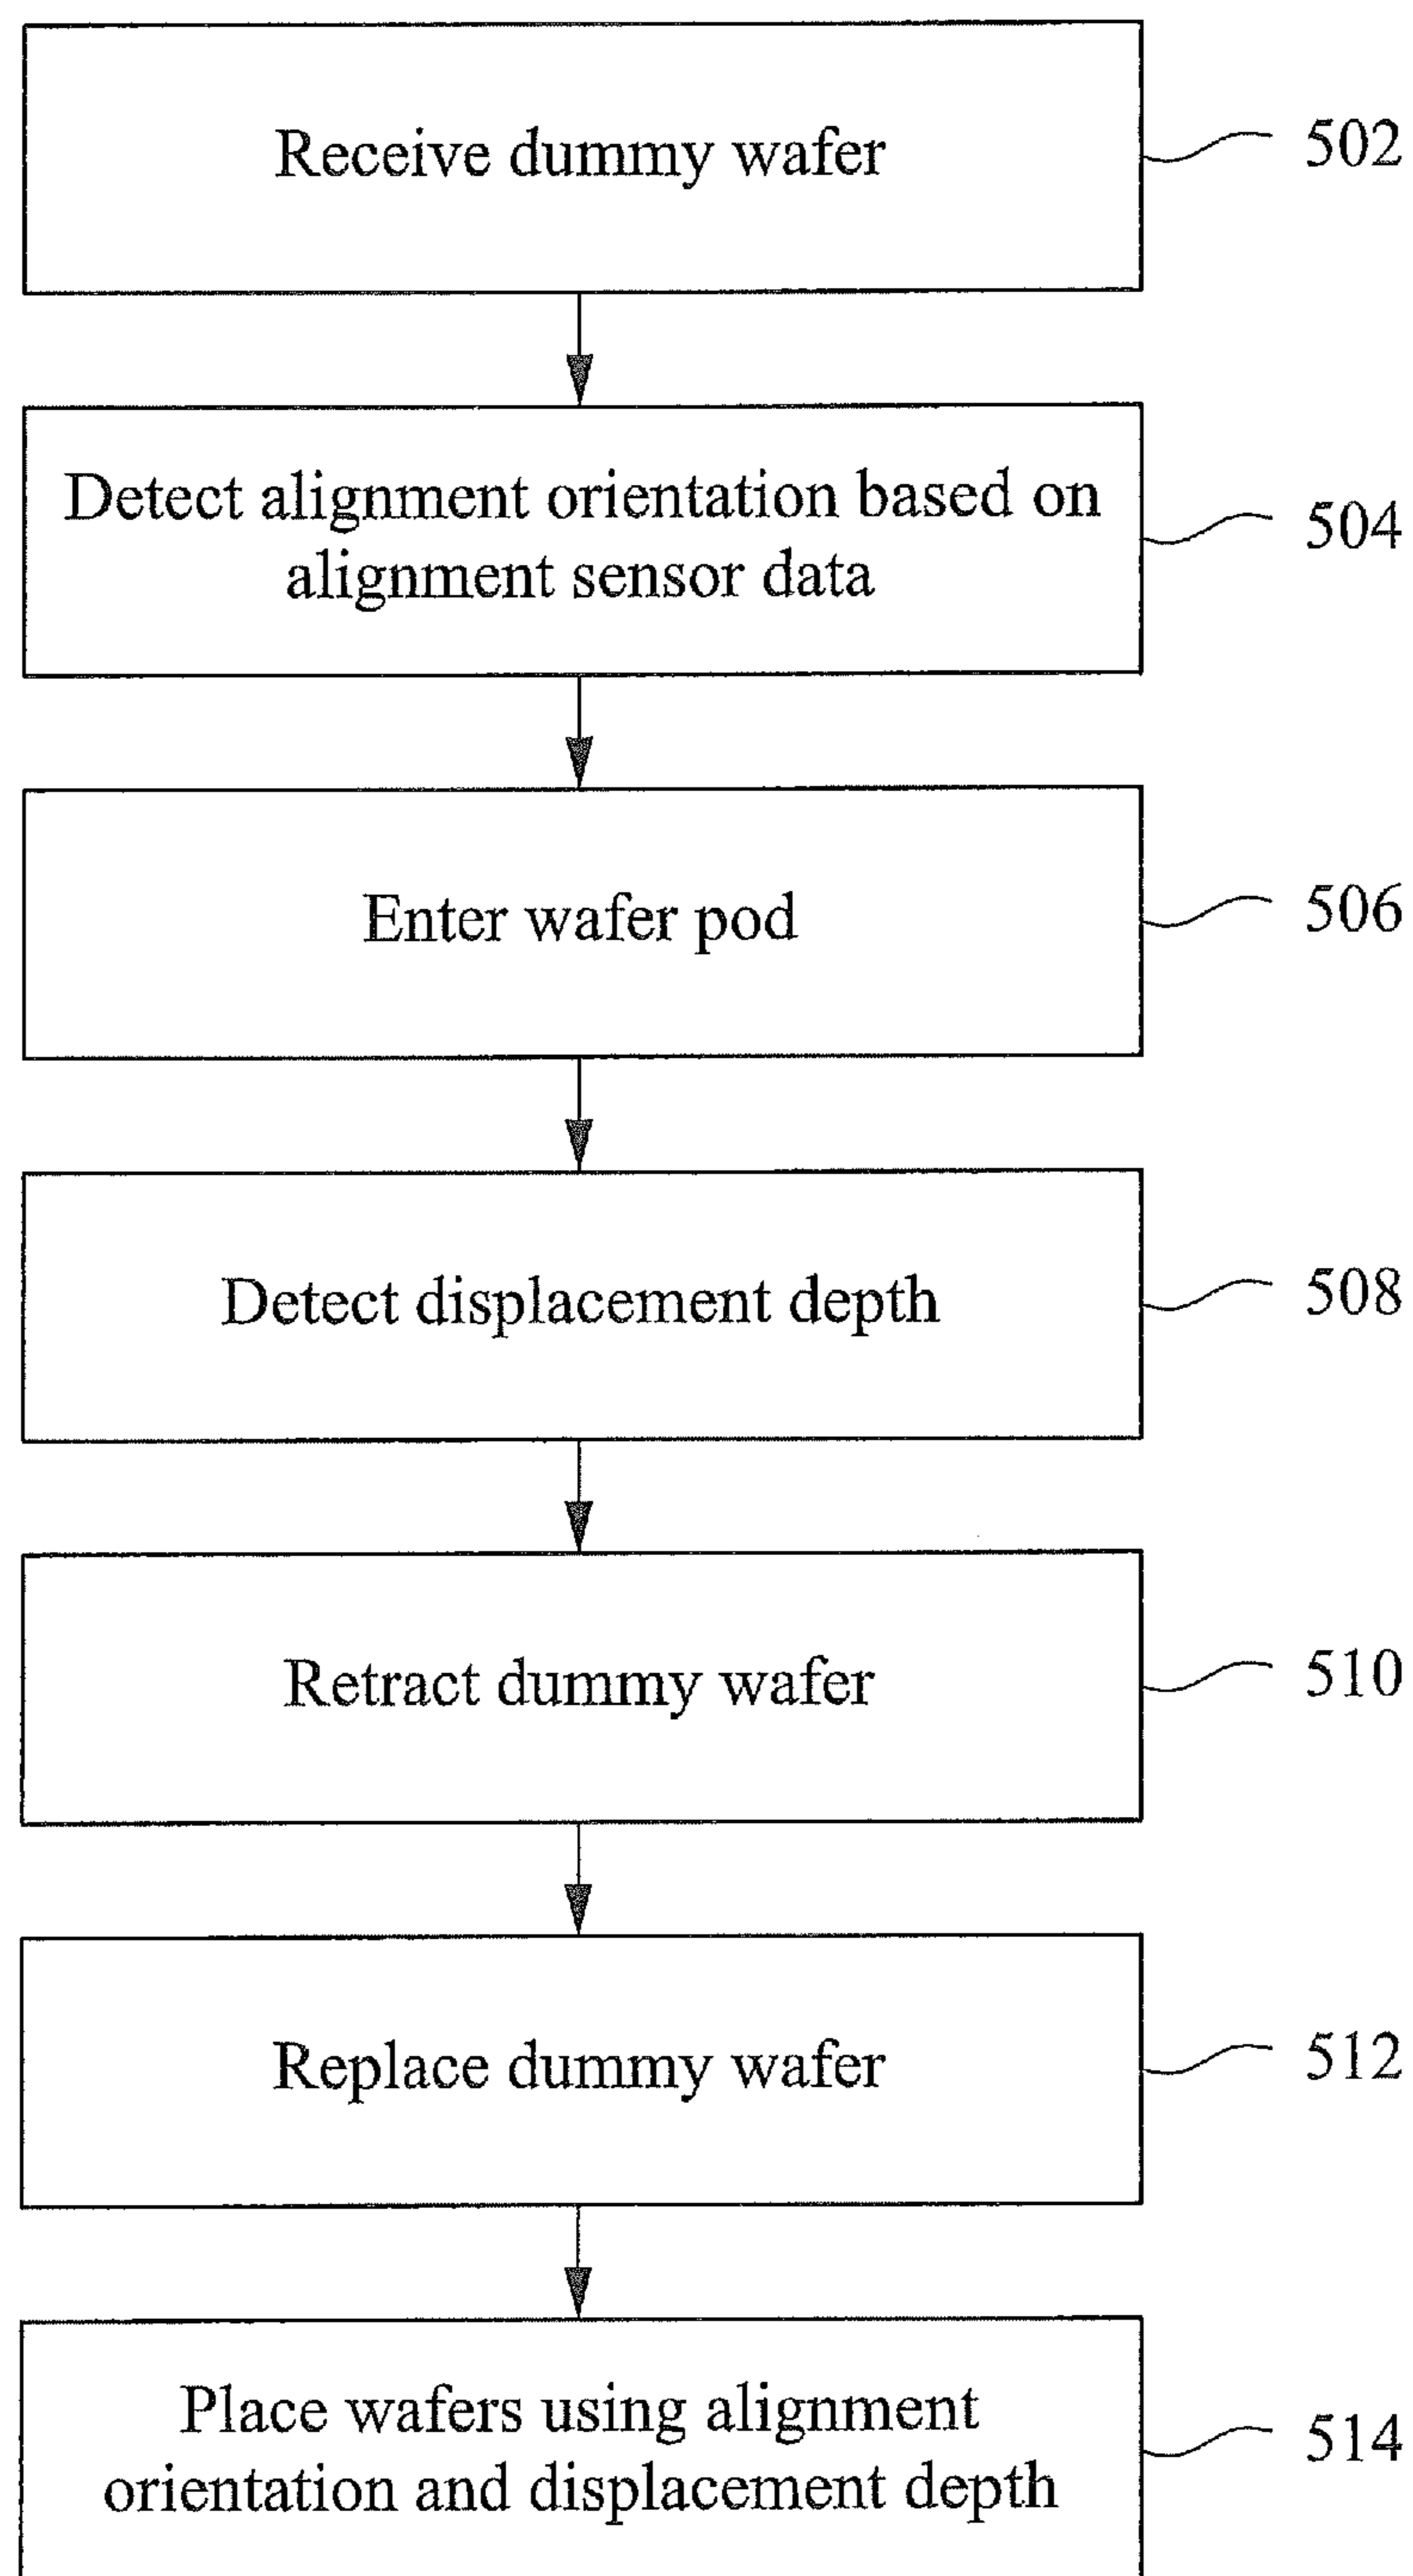 Receive dummy wafer
502
Detect alignment orientation based on
alignment sensor data
504
Enter wafer pod
506
Detect displacement depth
508
Retract dummy wafer
510
Replace dummy wafer
512
Place wafers using alignment
orientation and displacement depth
514